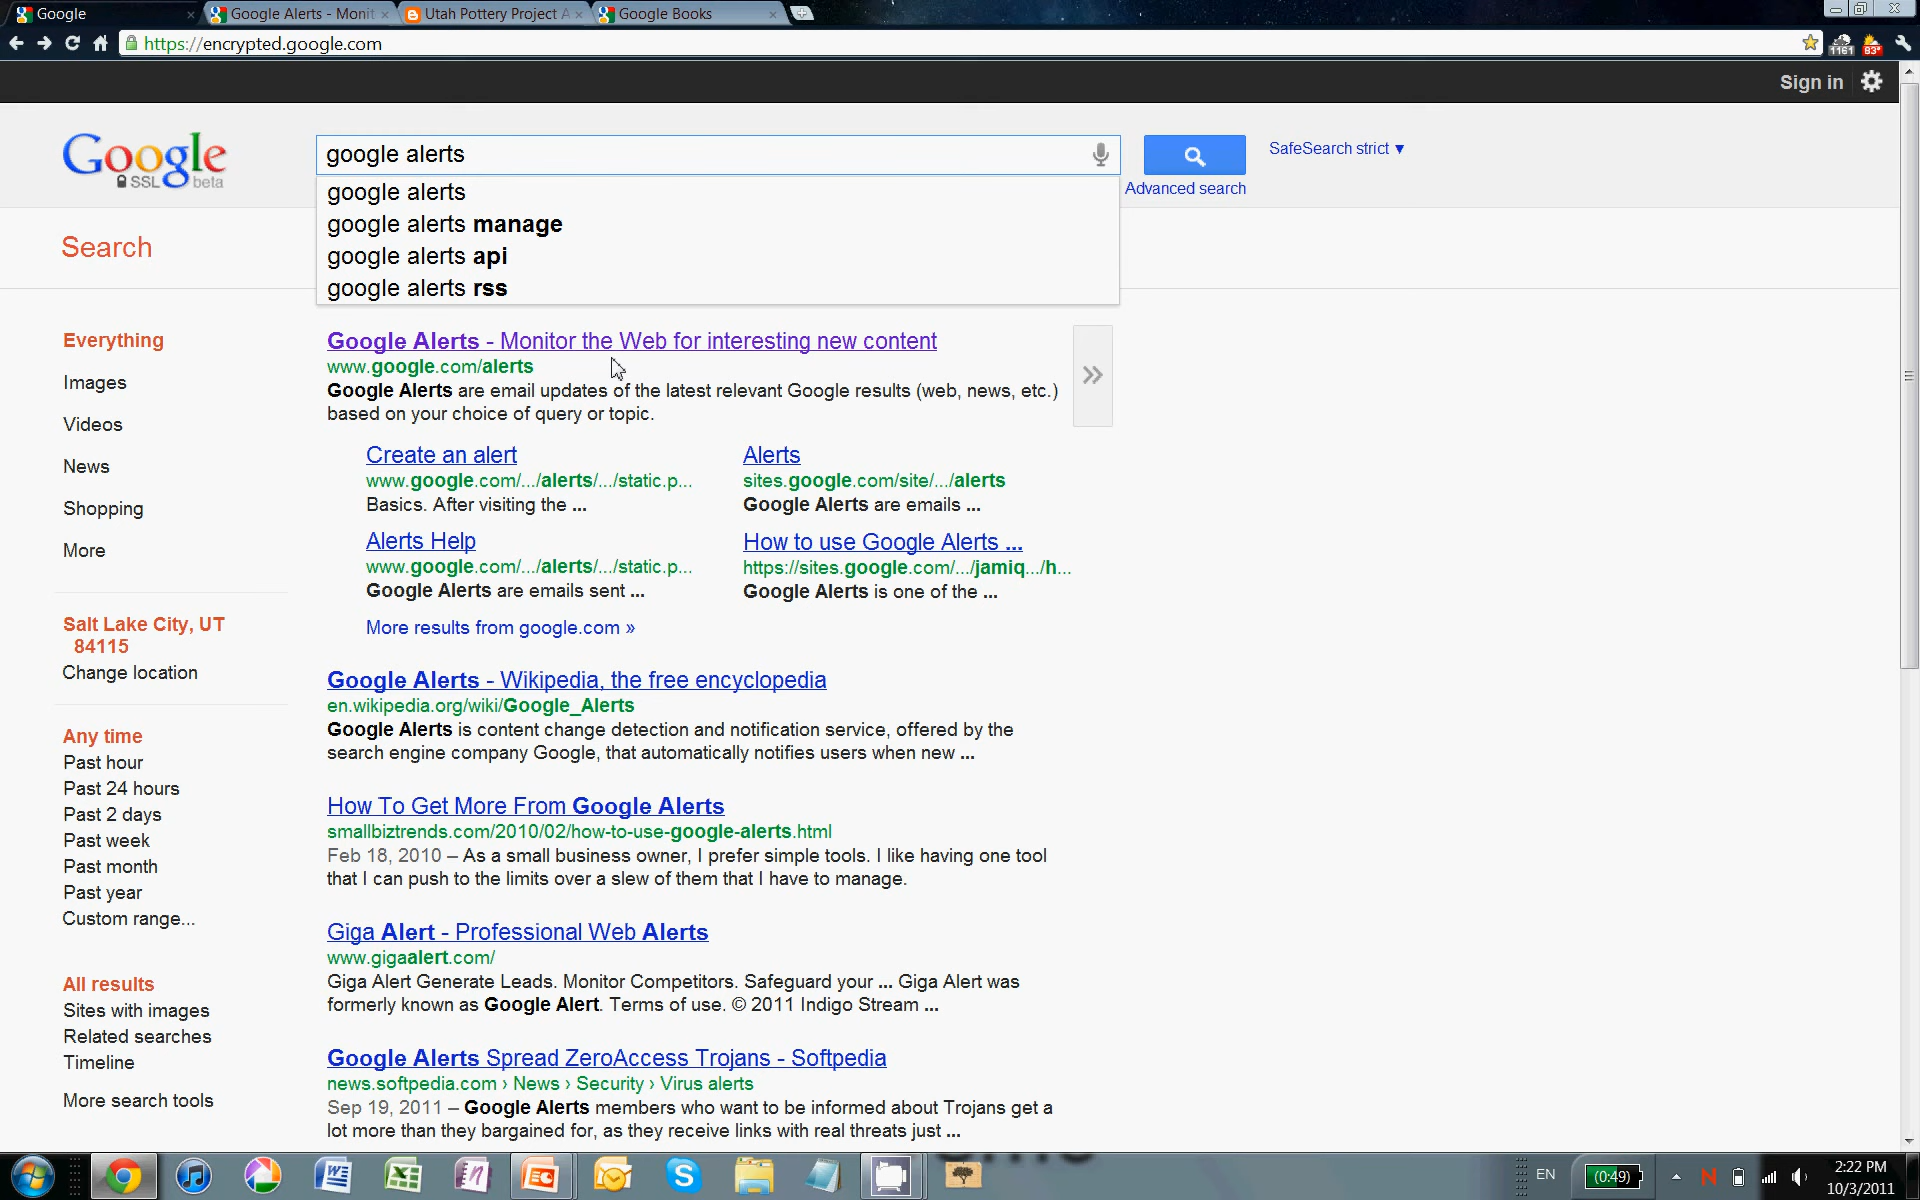 Google
Google Alerts - Monit
Utah Pottery Project A
Google Books
https://encrypted.google.com
1161
83°
Sign in
Google
SSL beta
google alerts
SafeSearch strict ▼
Advanced search
google alerts
google alerts manage
google alerts api
google alerts rss
Search
Everything
Images
Videos
News
Shopping
More
Salt Lake City, UT
84115
Change location
Any time
Past hour
Past 24 hours
Past 2 days
Past week
Past month
Past year
Custom range...
All results
Sites with images
Related searches
Timeline
More search tools
Google Alerts - Monitor the Web for interesting new content
www.google.com/alerts
Google Alerts are email updates of the latest relevant Google results (web, news, etc.)
based on your choice of query or topic.
Create an alert
www.google.com/.../alerts/.../static.p...
Basics. After visiting the ...
Alerts
sites.google.com/site/.../alerts
Google Alerts are emails ...
Alerts Help
www.google.com/.../alerts/.../static.p...
Google Alerts are emails sent ...
How to use Google Alerts ...
https://sites.google.com/.../jamiq.../h...
Google Alerts is one of the ...
More results from google.com »
Google Alerts - Wikipedia, the free encyclopedia
en.wikipedia.org/wiki/Google_Alerts
Google Alerts is content change detection and notification service, offered by the
search engine company Google, that automatically notifies users when new ...
How To Get More From Google Alerts
smallbiztrends.com/2010/02/how-to-use-google-alerts.html
Feb 18, 2010 – As a small business owner, I prefer simple tools. I like having one tool
that I can push to the limits over a slew of them that I have to manage.
Giga Alert - Professional Web Alerts
www.gigaalert.com/
Giga Alert Generate Leads. Monitor Competitors. Safeguard your ... Giga Alert was
formerly known as Google Alert. Terms of use. © 2011 Indigo Stream ...
Google Alerts Spread ZeroAccess Trojans - Softpedia
news.softpedia.com › News › Security › Virus alerts
Sep 19, 2011 – Google Alerts members who want to be informed about Trojans get a
lot more than they bargained for, as they receive links with real threats just ...
EN
(0:49)
N
2:22 PM
10/3/2011